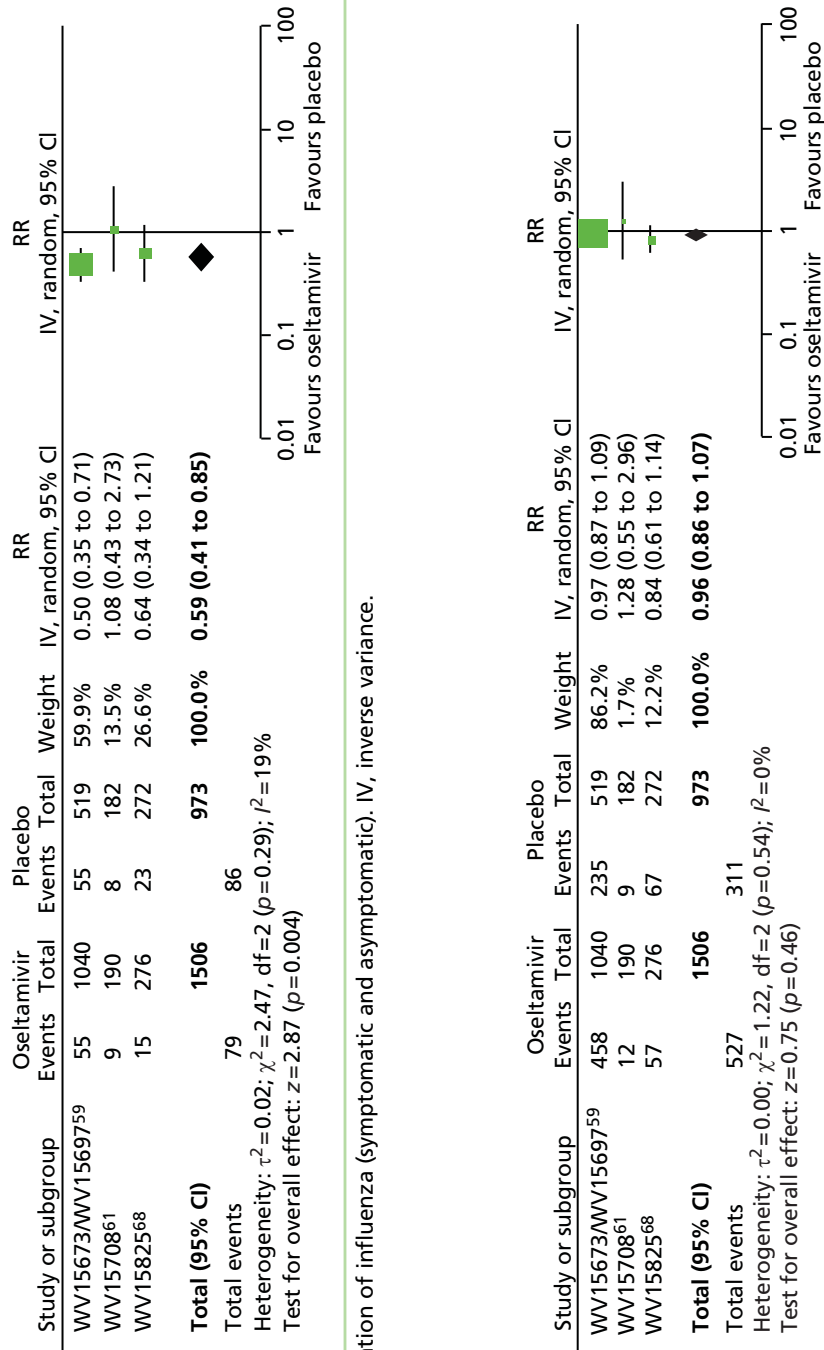 Oseltamivir Placebo RR RR
Study or subgroup Events Total Events Total Weight IV, random, 95% CI IV, random, 95% CI
WV15673/WV15697⁵⁹ 55 1040 55 519 59.9% 0.50 (0.35 to 0.71)
WV15708⁶¹ 9 190 8 182 13.5% 1.08 (0.43 to 2.73)
WV15825⁶⁸ 15 276 23 272 26.6% 0.64 (0.34 to 1.21)
Total (95% CI) 1506 973 100.0% 0.59 (0.41 to 0.85)
Total events 79 86
Heterogeneity: τ²=0.02; χ²=2.47, df=2 (p=0.29); I²=19%
Test for overall effect: z=2.87 (p=0.004)
0.01 0.1 1 10 100
Favours oseltamivir Favours placebo
ation of influenza (symptomatic and asymptomatic). IV, inverse variance.
Oseltamivir Placebo RR RR
Study or subgroup Events Total Events Total Weight IV, random, 95% CI IV, random, 95% CI
WV15673/WV15697⁵⁹ 458 1040 235 519 86.2% 0.97 (0.87 to 1.09)
WV15708⁶¹ 12 190 9 182 1.7% 1.28 (0.55 to 2.96)
WV15825⁶⁸ 57 276 67 272 12.2% 0.84 (0.61 to 1.14)
Total (95% CI) 1506 973 100.0% 0.96 (0.86 to 1.07)
Total events 527 311
Heterogeneity: τ²=0.00; χ²=1.22, df=2 (p=0.54); I²=0%
Test for overall effect: z=0.75 (p=0.46)
0.01 0.1 1 10 100
Favours oseltamivir Favours placebo